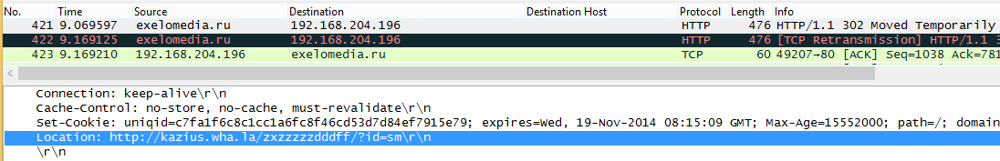 No. Time Source Destination Destination Host Protocol Length Info
421 9.069597 exelomedia.ru 192.168.204.196 HTTP 476 HTTP/1.1 302 Moved Temporarily
422 9.169125 exelomedia.ru 192.168.204.196 HTTP 476 [TCP Retransmission] HTTP/1.1 3
423 9.169210 192.168.204.196 exelomedia.ru TCP 60 49207→80 [ACK] Seq=1038 Ack=781
Connection: keep-alive\r\n
Cache-Control: no-store, no-cache, must-revalidate\r\n
Set-Cookie: uniqid=c7fa1f6c8c1cc1a6fc8f46cd53d7d84ef7915e79; expires=Wed, 19-Nov-2014 08:15:09 GMT; Max-Age=15552000; path=/; domain
Location: http://kazius.wha.la/zxzzzzzdddff/?id=sm\r\n
\r\n